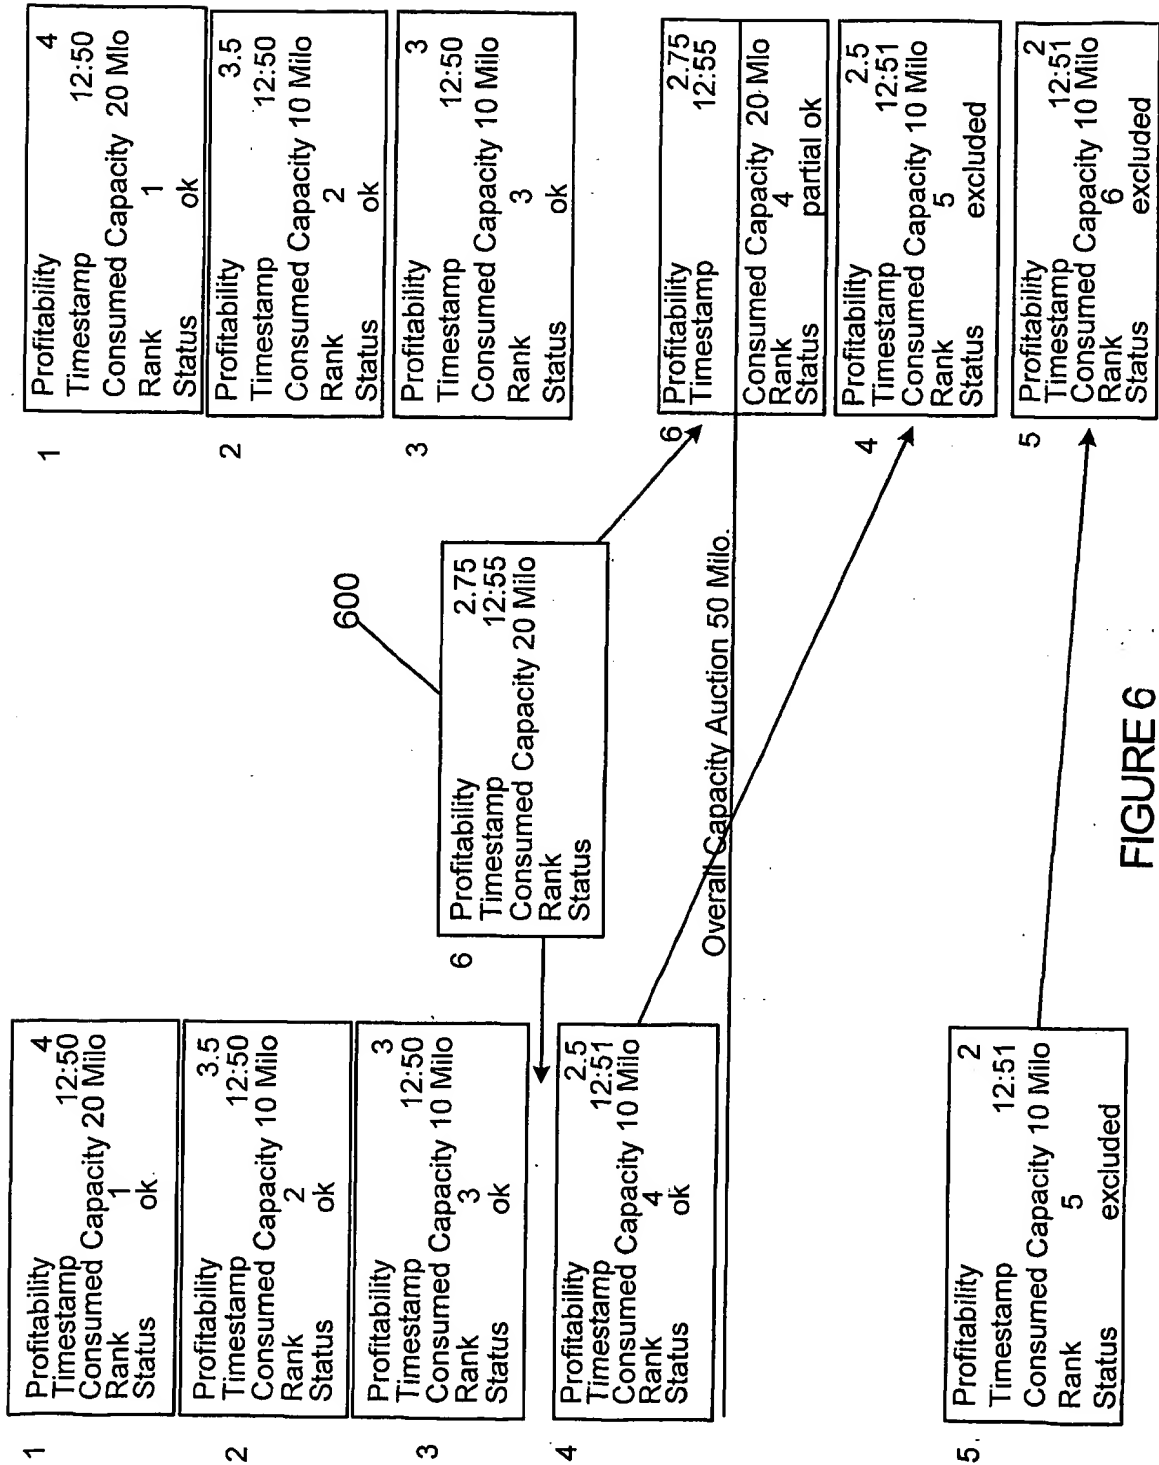 1
Profitability 4
Timestamp 12:50
Consumed Capacity 20 Milo
Rank 1
Status ok
2
Profitability 3.5
Timestamp 12:50
Consumed Capacity 10 Milo
Rank 2
Status ok
3
Profitability 3
Timestamp 12:50
Consumed Capacity 10 Milo
Rank 3
Status ok
4
Profitability 2.5
Timestamp 12:51
Consumed Capacity 10 Milo
Rank 4
Status ok
5.
Profitability 2
Timestamp 12:51
Consumed Capacity 10 Milo
Rank 5
Status excluded
600
6
Profitability 2.75
Timestamp 12:55
Consumed Capacity 20 Milo
Rank
Status
Overall Capacity Auction 50 Milo.
1
Profitability 4
Timestamp 12:50
Consumed Capacity 20 Mlo
Rank 1
Status ok
2
Profitability 3.5
Timestamp 12:50
Consumed Capacity 10 Milo
Rank 2
Status ok
3
Profitability 3
Timestamp 12:50
Consumed Capacity 10 Milo
Rank 3
Status ok
6
Profitability 2.75
Timestamp 12:55
Consumed Capacity 20 Mlo
Rank 4
Status partial ok
4
Profitability 2.5
Timestamp 12:51
Consumed Capacity 10 Milo
Rank 5
Status excluded
5
Profitability 2
Timestamp 12:51
Consumed Capacity 10 Milo
Rank 6
Status excluded
FIGURE 6